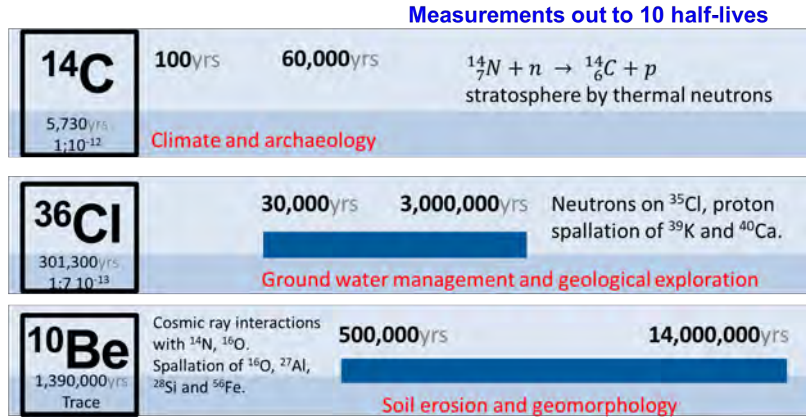 Measurements out to 10 half-lives
¹⁴C
5,730yrs
1;10⁻¹²
100yrs 60,000yrs
¹⁴₇N + n → ¹⁴₆C + p
stratosphere by thermal neutrons
Climate and archaeology
³⁶Cl
301,300yrs
1:7 10⁻¹³
30,000yrs 3,000,000yrs
Neutrons on ³⁵Cl, proton
spallation of ³⁹K and ⁴⁰Ca.
Ground water management and geological exploration
¹⁰Be
1,390,000yrs
Trace
Cosmic ray interactions
with ¹⁴N, ¹⁶O.
Spallation of ¹⁶O, ²⁷Al,
²⁸Si and ⁵⁶Fe.
500,000yrs 14,000,000yrs
Soil erosion and geomorphology